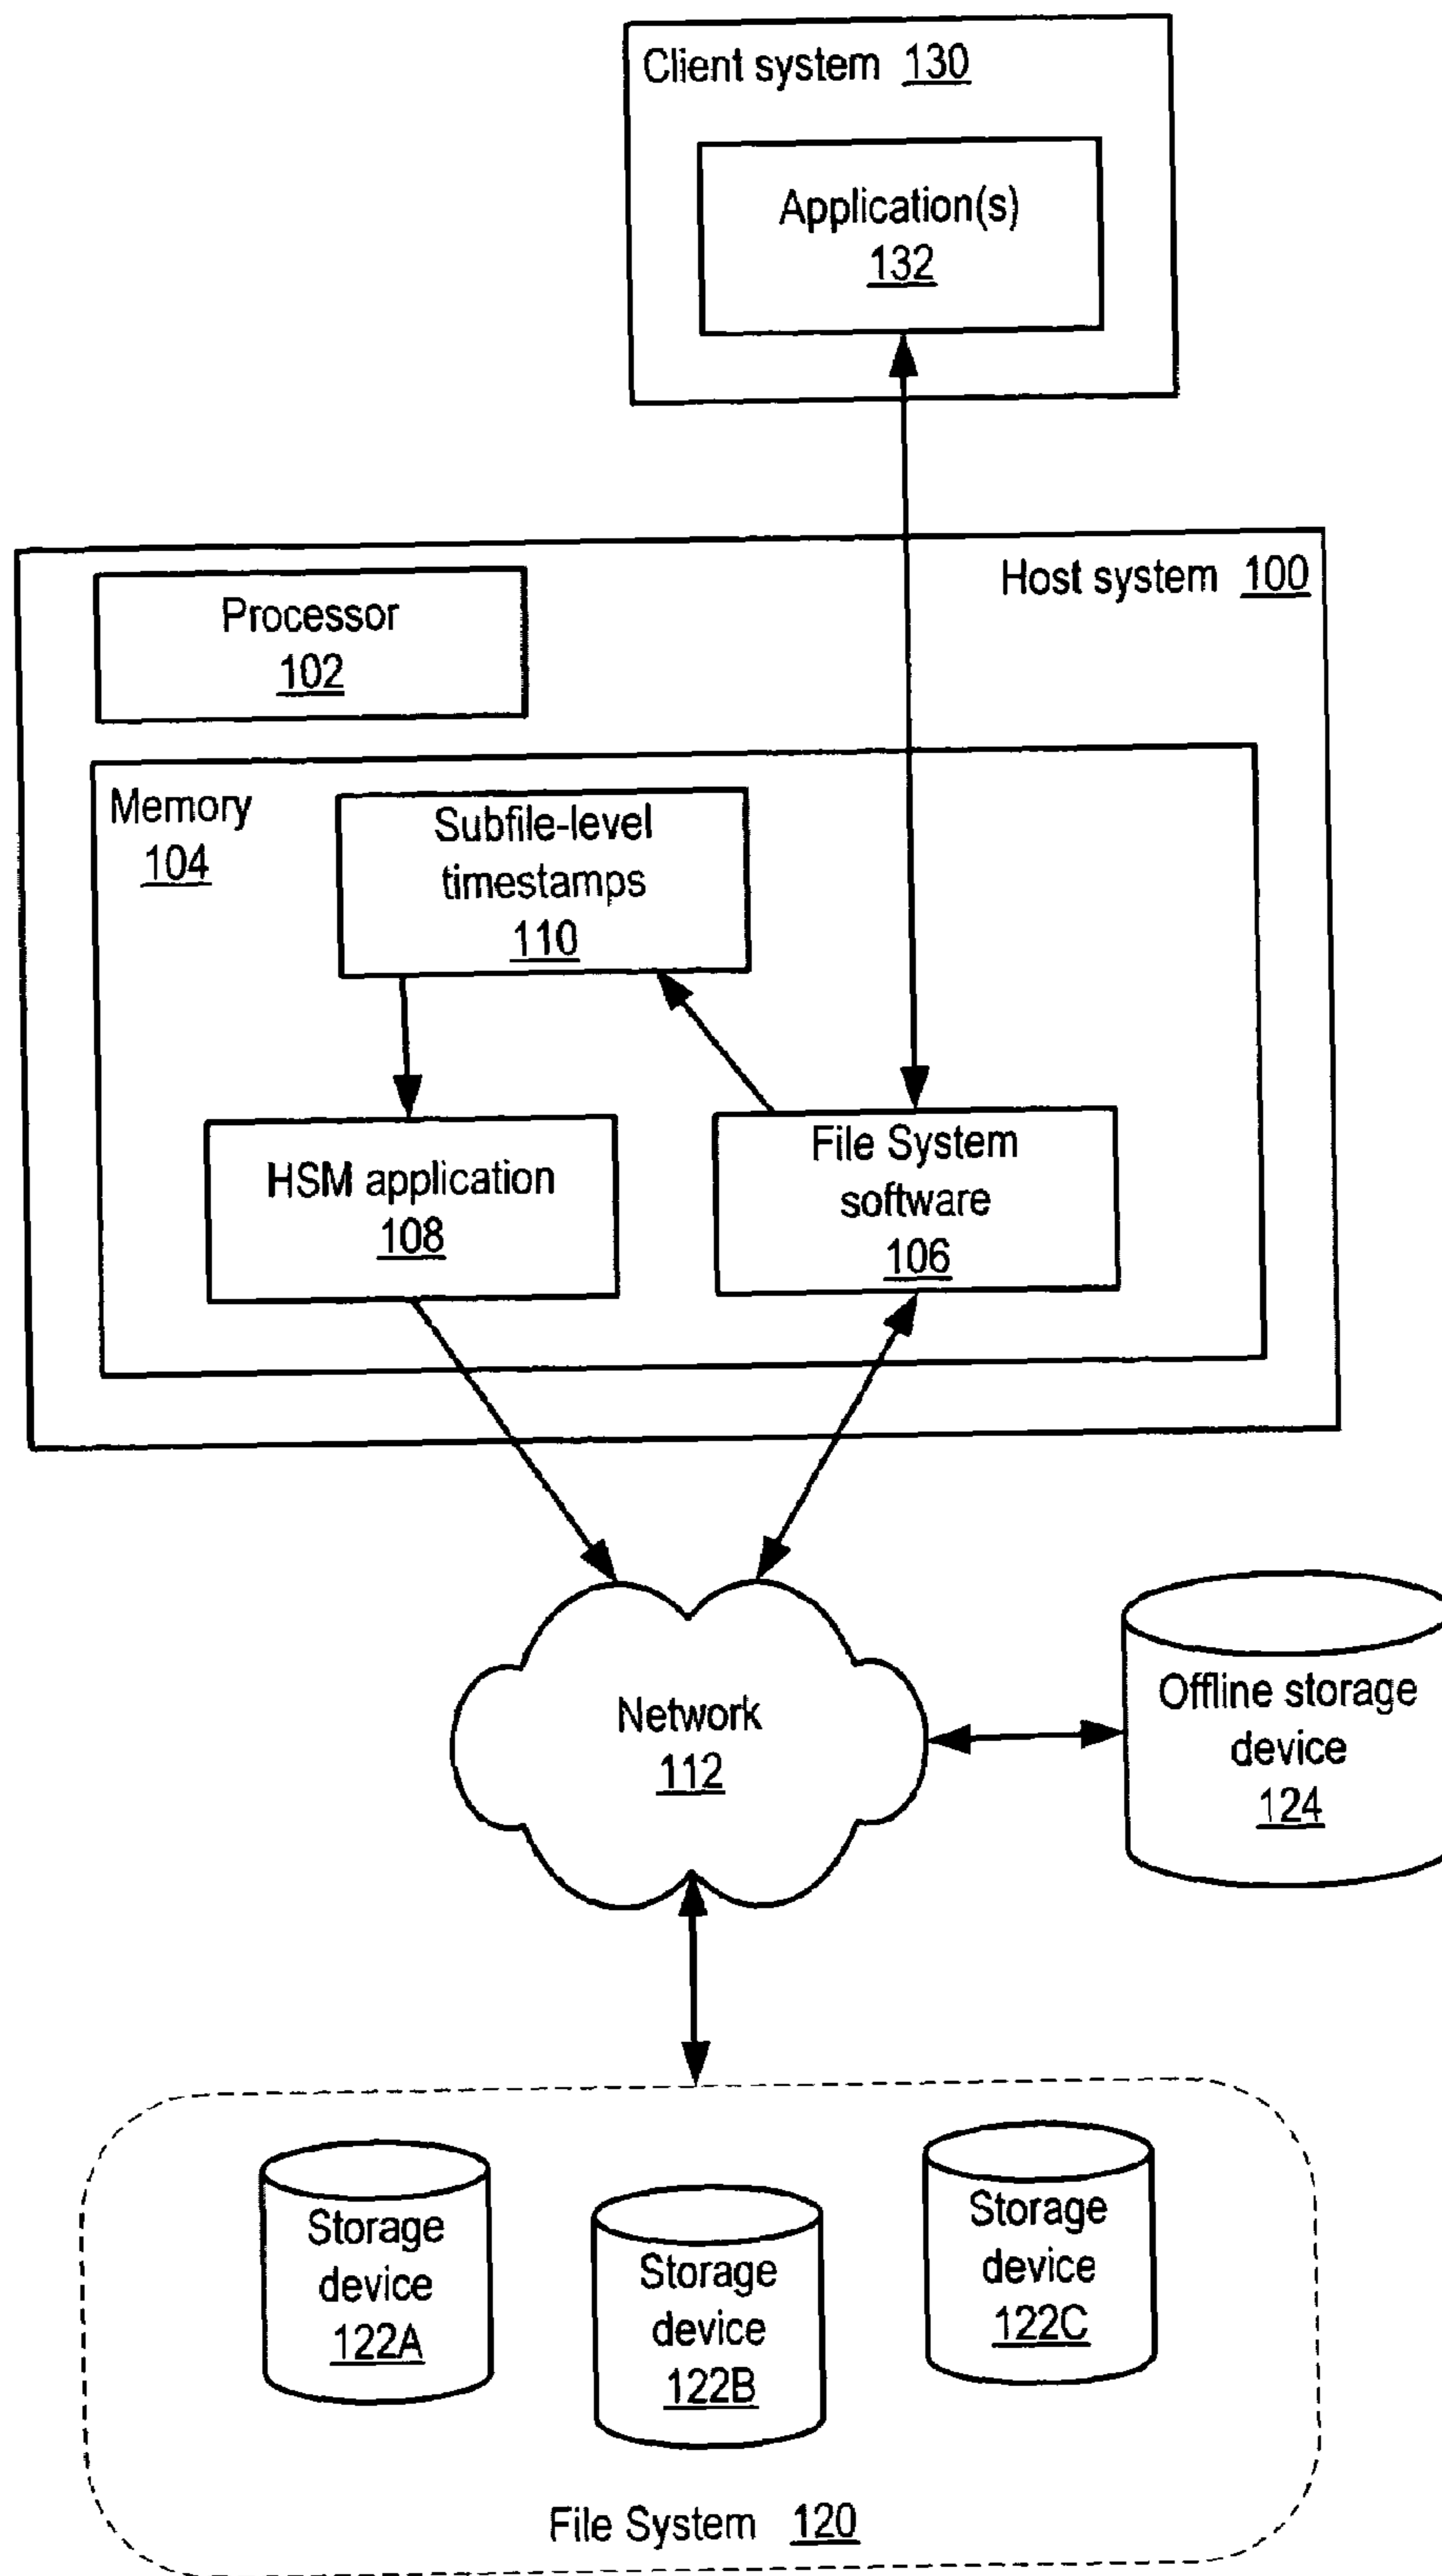 Client system 130
Application(s)
132
Host system 100
Processor
102
Memory
104
Subfile-level
timestamps
110
HSM application
108
File System
software
106
Network
112
Offline storage
device
124
Storage
device
122A
Storage
device
122B
Storage
device
122C
File System 120